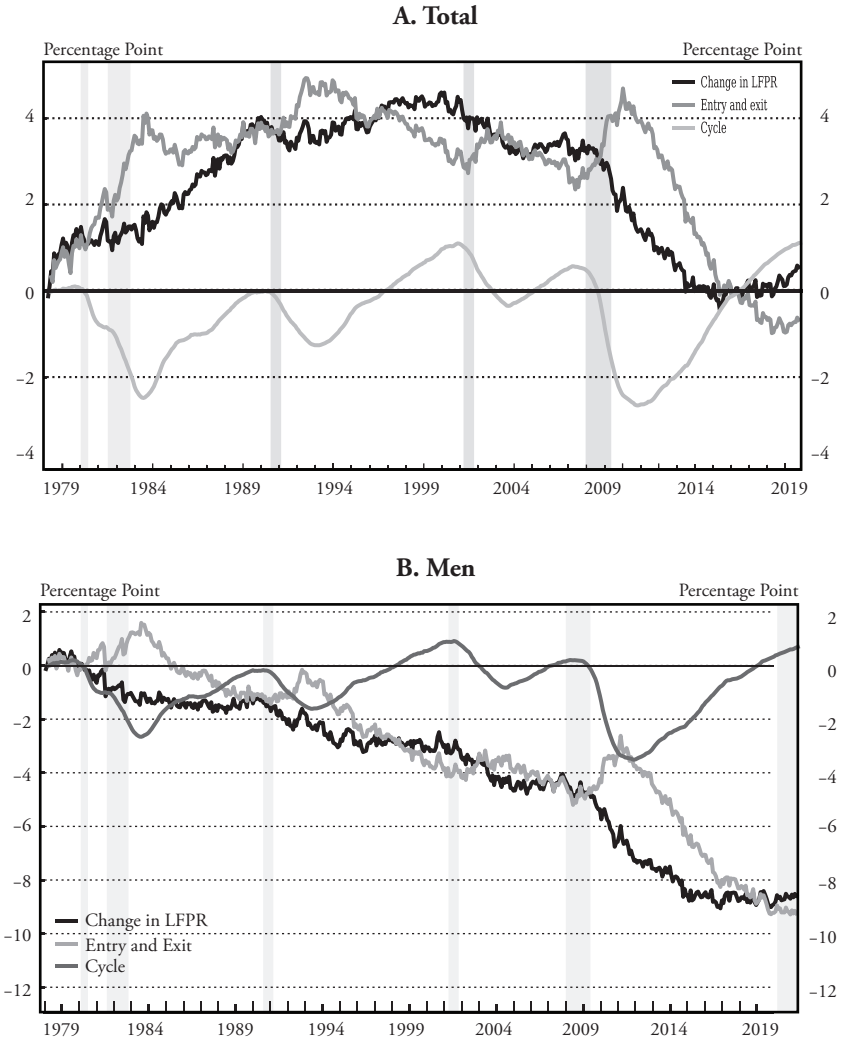 A. Total
Percentage Point Percentage Point
Change in LFPR
4 Entry and exit 4
Cycle
2 2
0 0
–2 –2
–4 –4
1979 1984 1989 1994 1999 2004 2009 2014 2019
B. Men
Percentage Point Percentage Point
2 2
0 0
–2 –2
–4 –4
–6 –6
–8 –8
Change in LFPR
–10 Entry and Exit –10
Cycle
–12 –12
1979 1984 1989 1994 1999 2004 2009 2014 2019